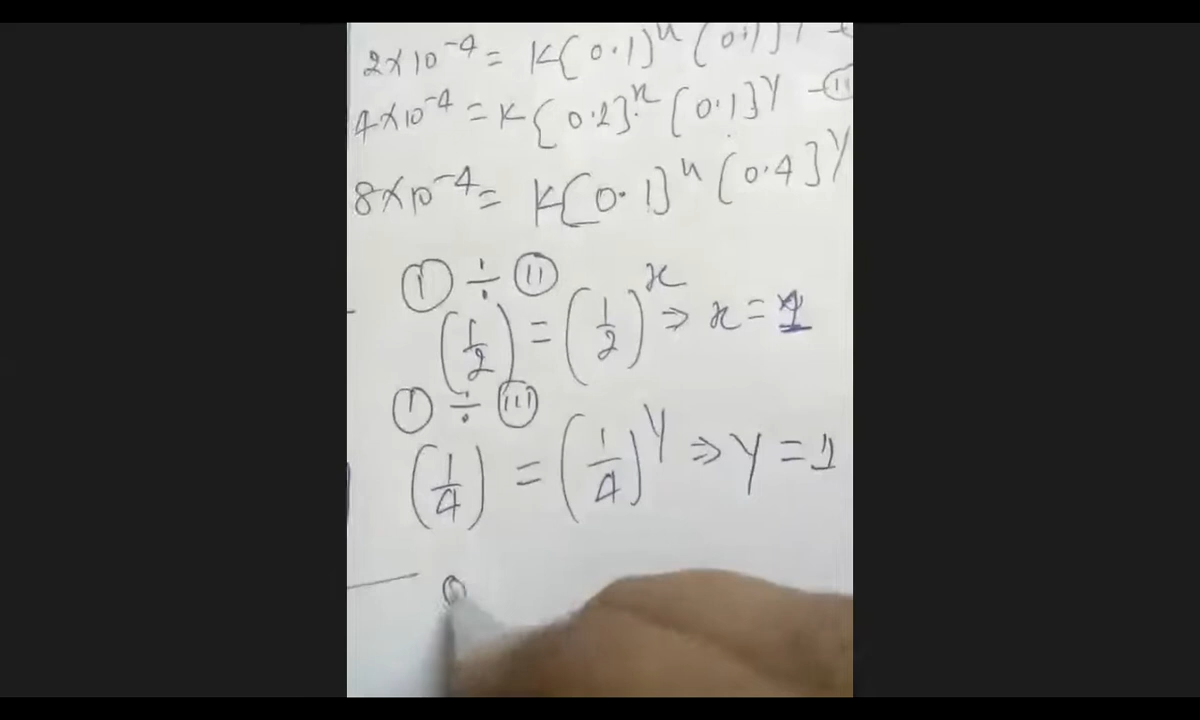 2×10⁻⁴ = K[0.1]ˣ [0.1]ʸ –
4×10⁻⁴ = K[0.2]ˣ [0.1]ʸ – (ii)
8×10⁻⁴ = K[0.1]ˣ [0.4]ʸ
(i) ÷ (ii)
(1/2) = (1/2)ˣ ⇒ x = 1
(i) ÷ (iii)
(1/4) = (1/4)ʸ ⇒ y = 1